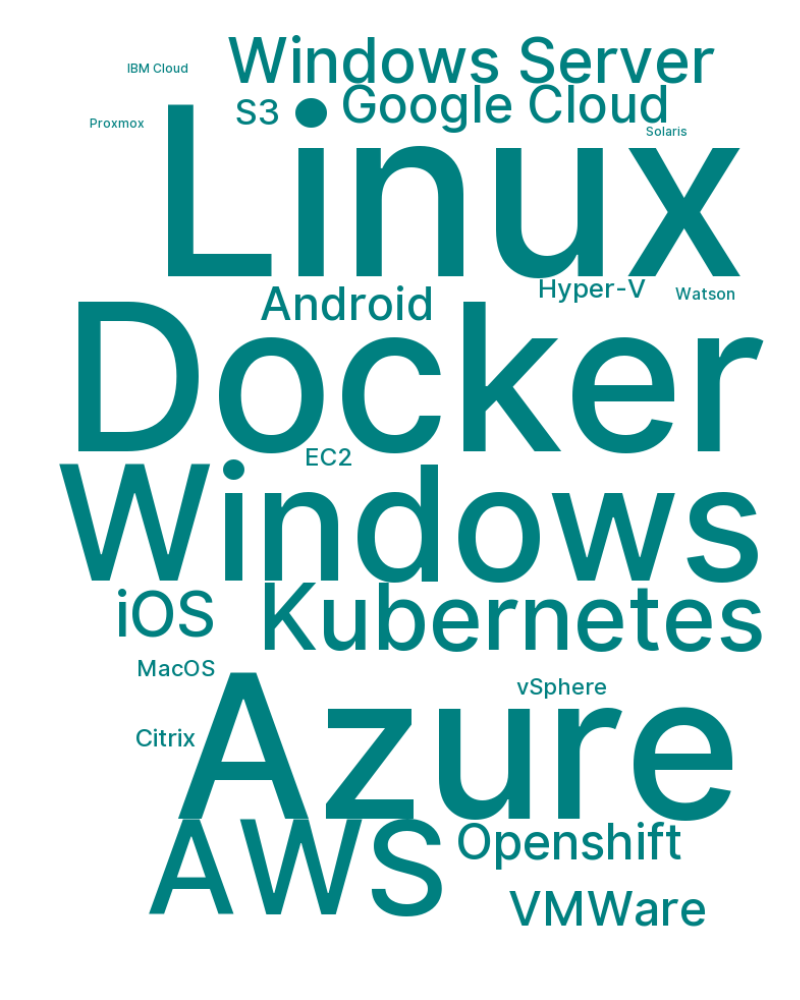 Windows Server
IBM Cloud
S3 Google Cloud
Proxmox
Solaris
Linux
Hyper-V
Watson
Android
Docker
EC2
Windows
iOS Kubernetes
MacOS
vSphere
Citrix
Azure
AWS
Openshift
VMWare